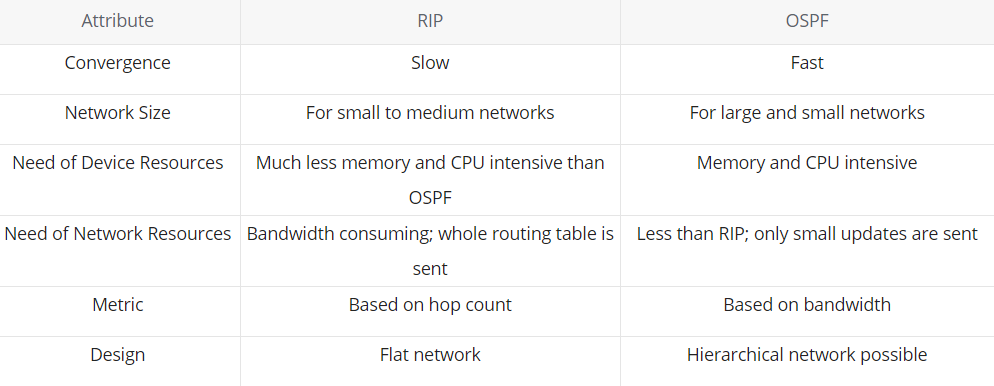 Attribute RIP OSPF
Convergence Slow Fast
Network Size For small to medium networks For large and small networks
Need of Device Resources Much less memory and CPU intensive than Memory and CPU intensive
OSPF
Need of Network Resources Bandwidth consuming; whole routing table is Less than RIP; only small updates are sent
sent
Metric Based on hop count Based on bandwidth
Design Flat network Hierarchical network possible